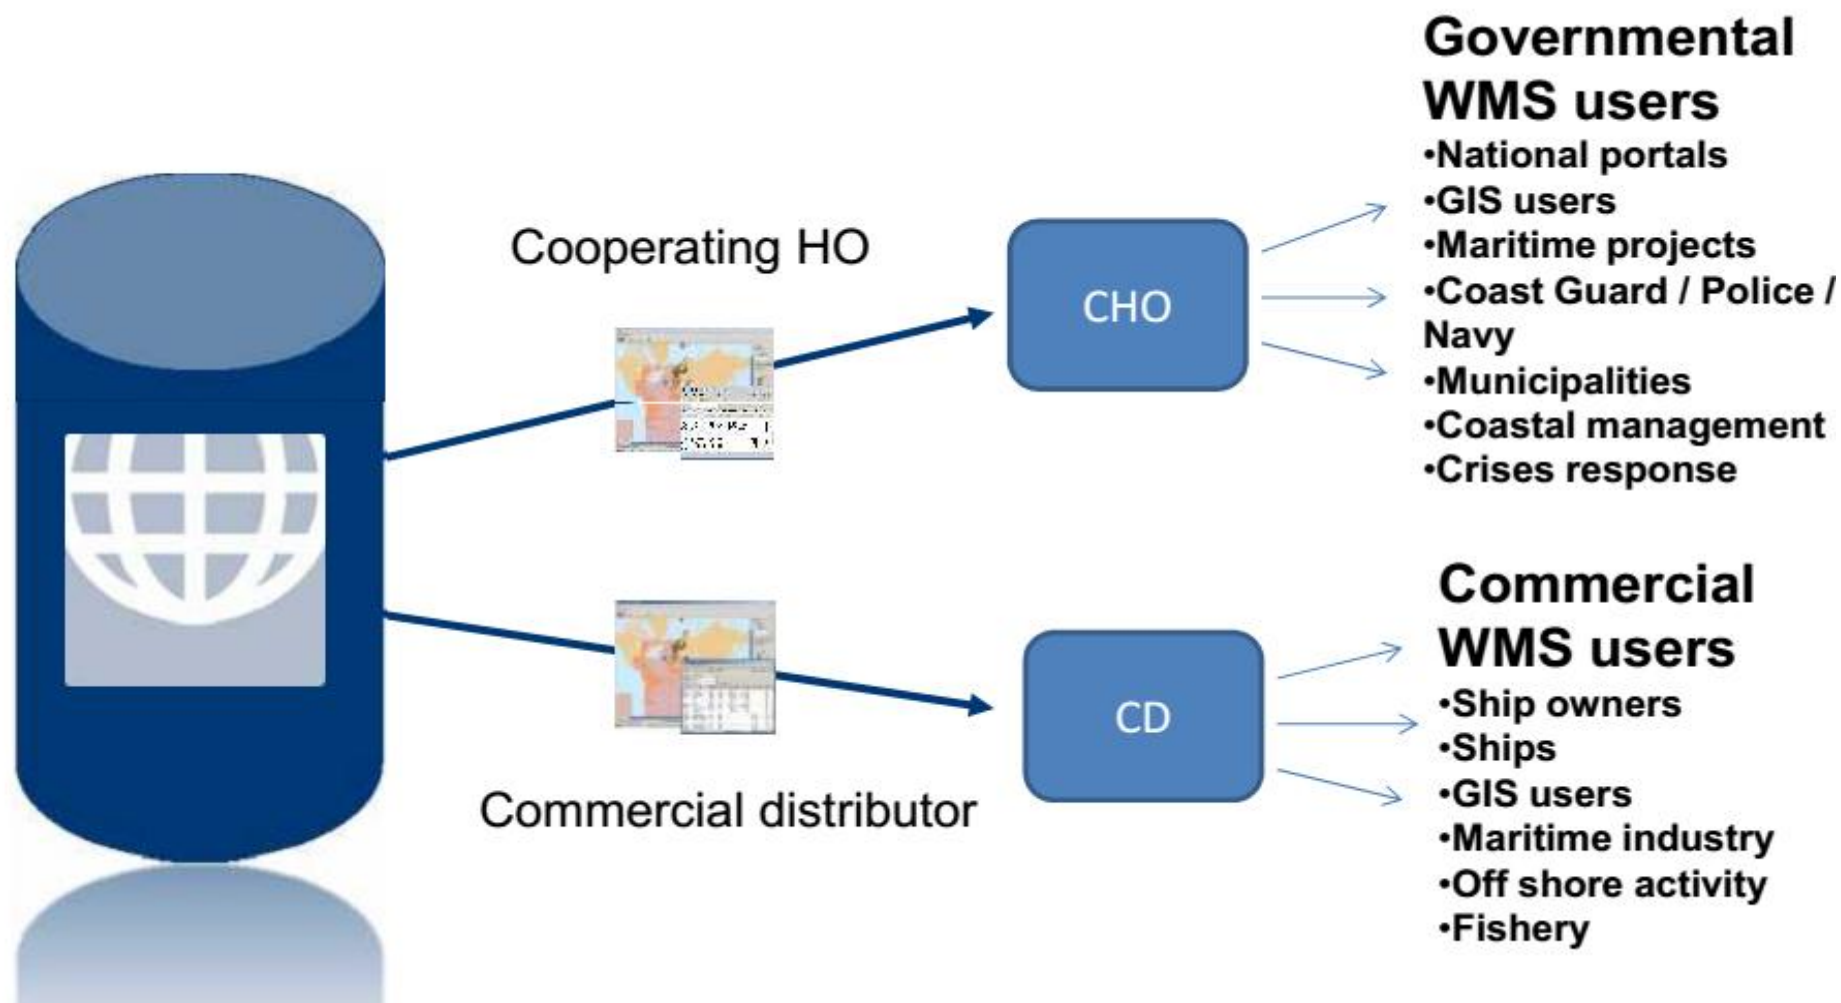 Governmental
WMS users
•National portals
•GIS users
•Maritime projects
•Coast Guard / Police /
Navy
•Municipalities
•Coastal management
•Crises response
Cooperating HO
CHO
Commercial distributor
CD
Commercial
WMS users
•Ship owners
•Ships
•GIS users
•Maritime industry
•Off shore activity
•Fishery